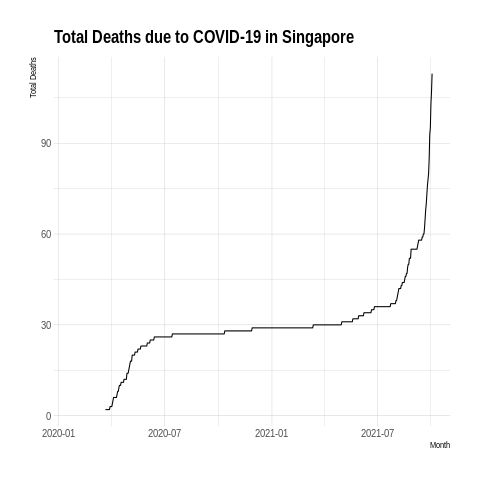 Total Deaths due to COVID-19 in Singapore
Total Deaths
90
60
30
0
2020-01 2020-07 2021-01 2021-07
Month